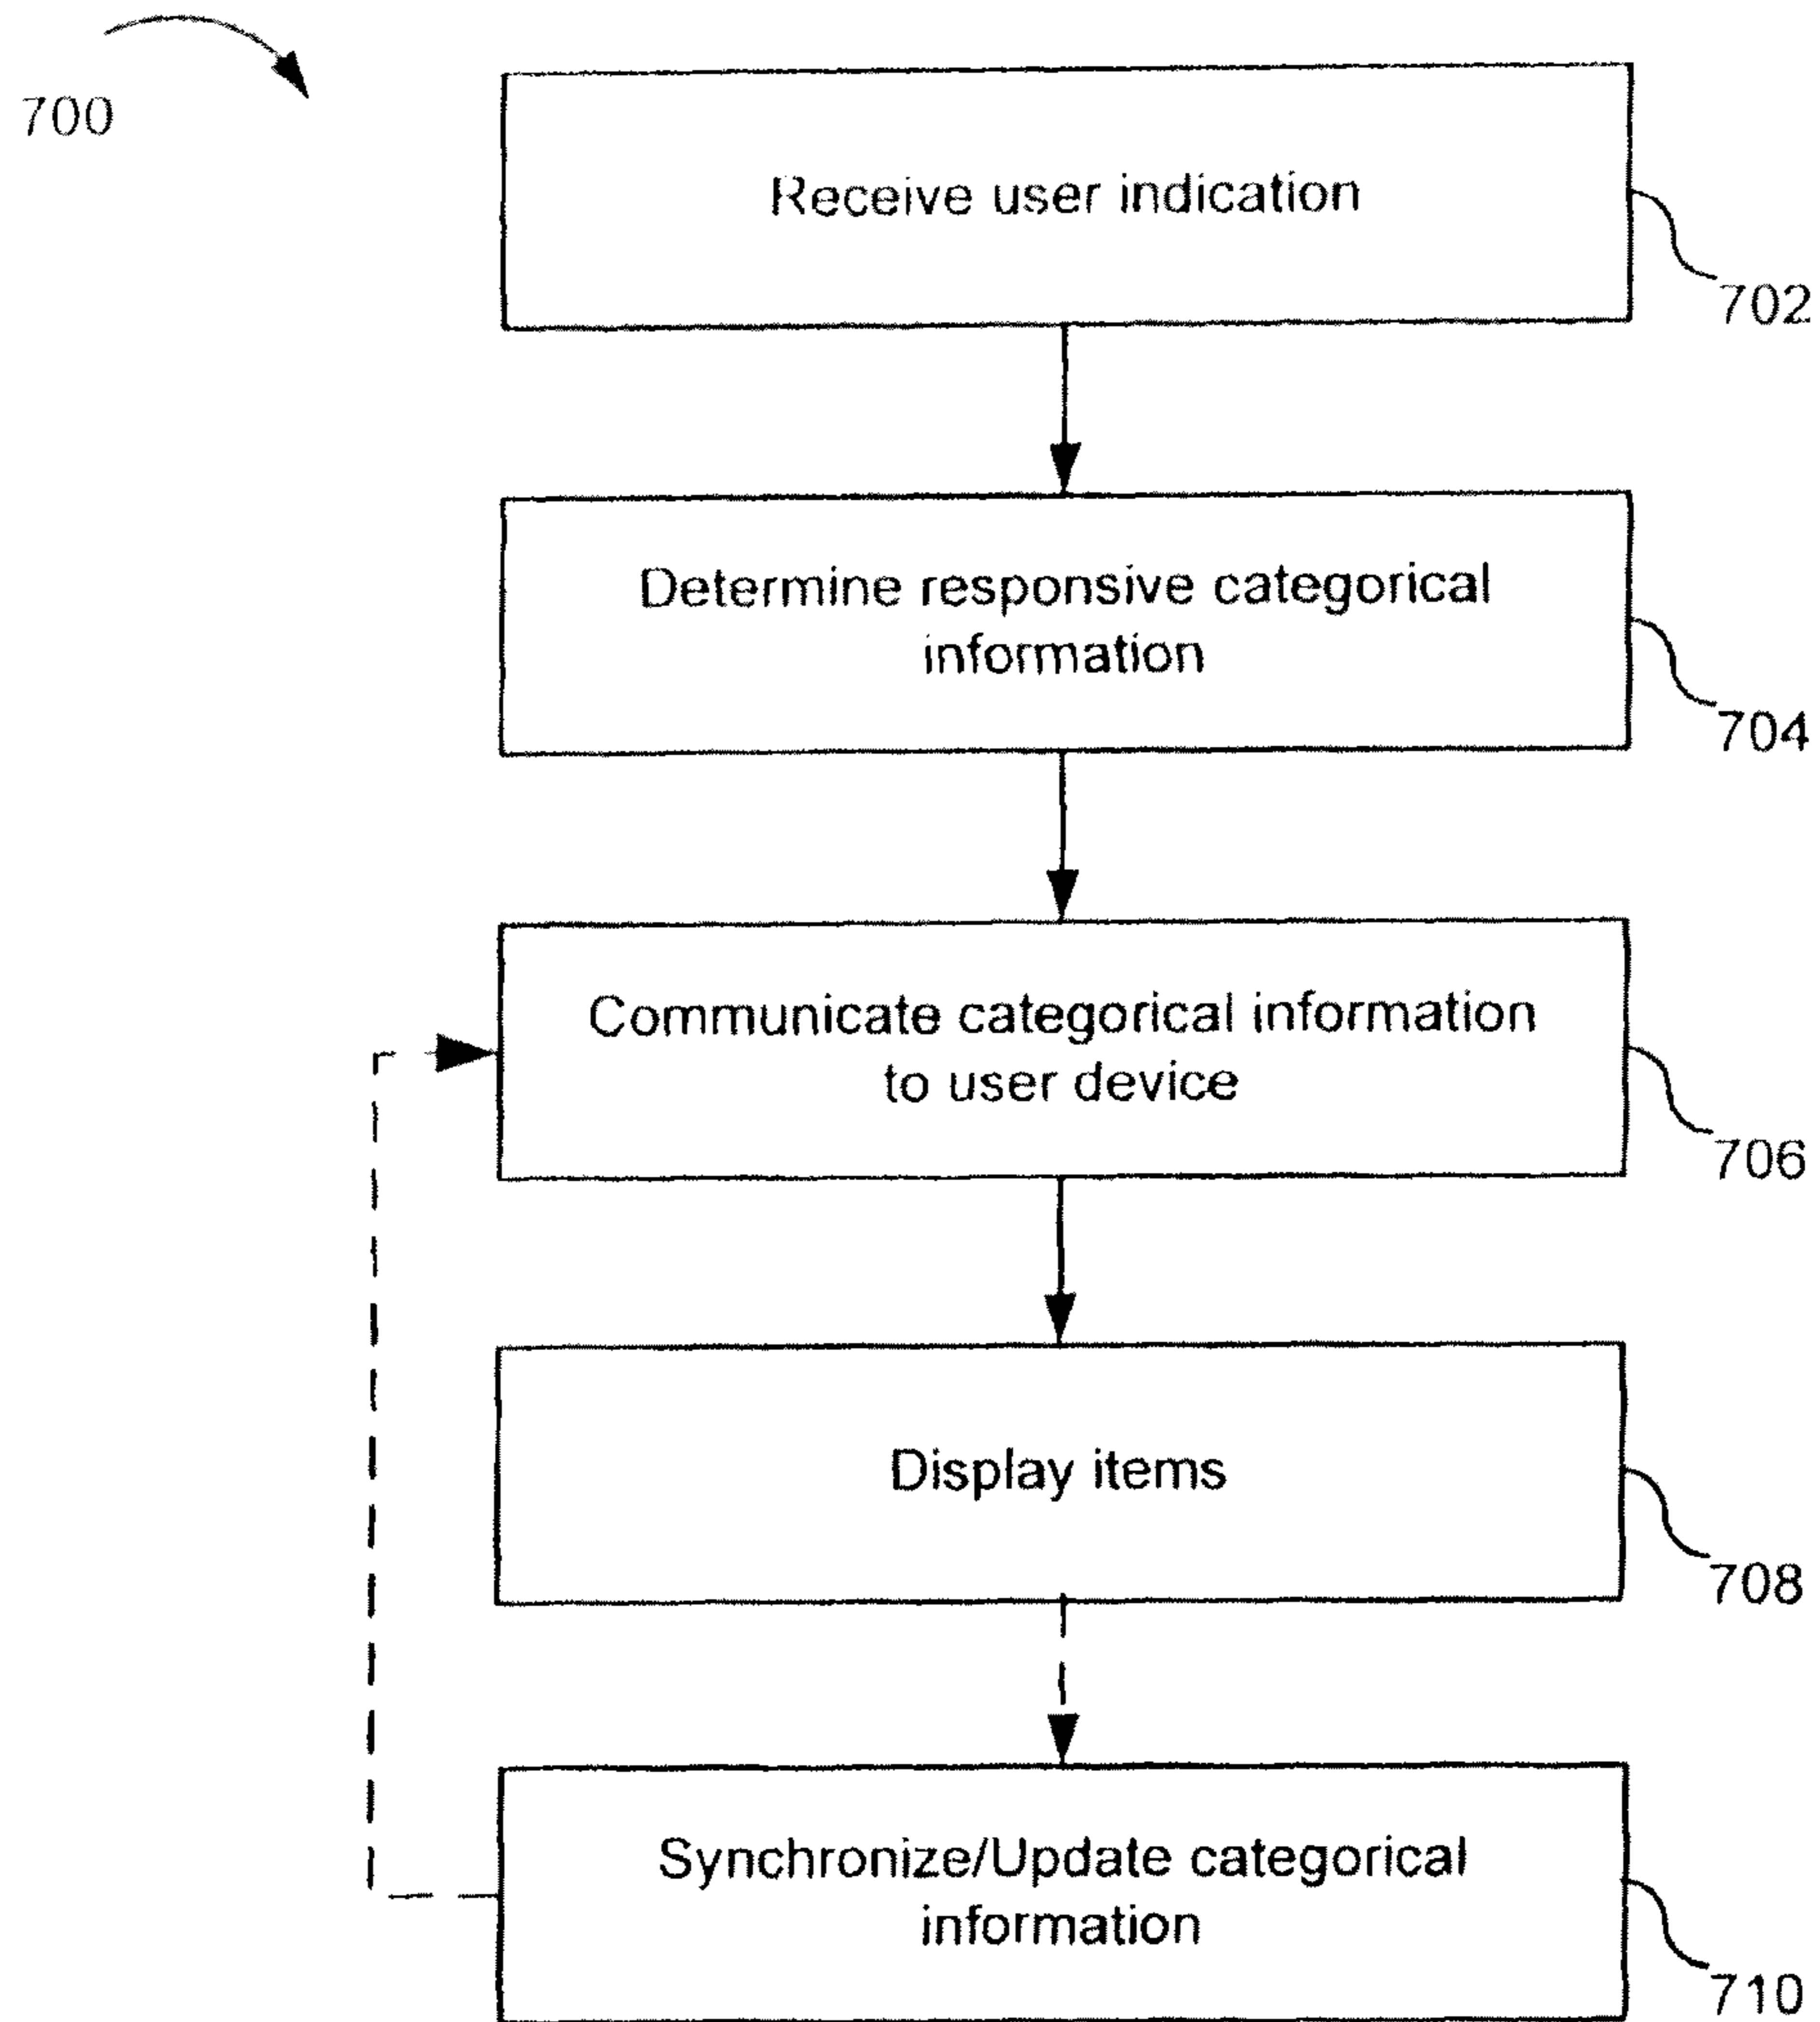 700
Receive user indication
702
Determine responsive categorical
information
704
Communicate categorical information
to user device
706
Display items
708
Synchronize/Update categorical
information
710